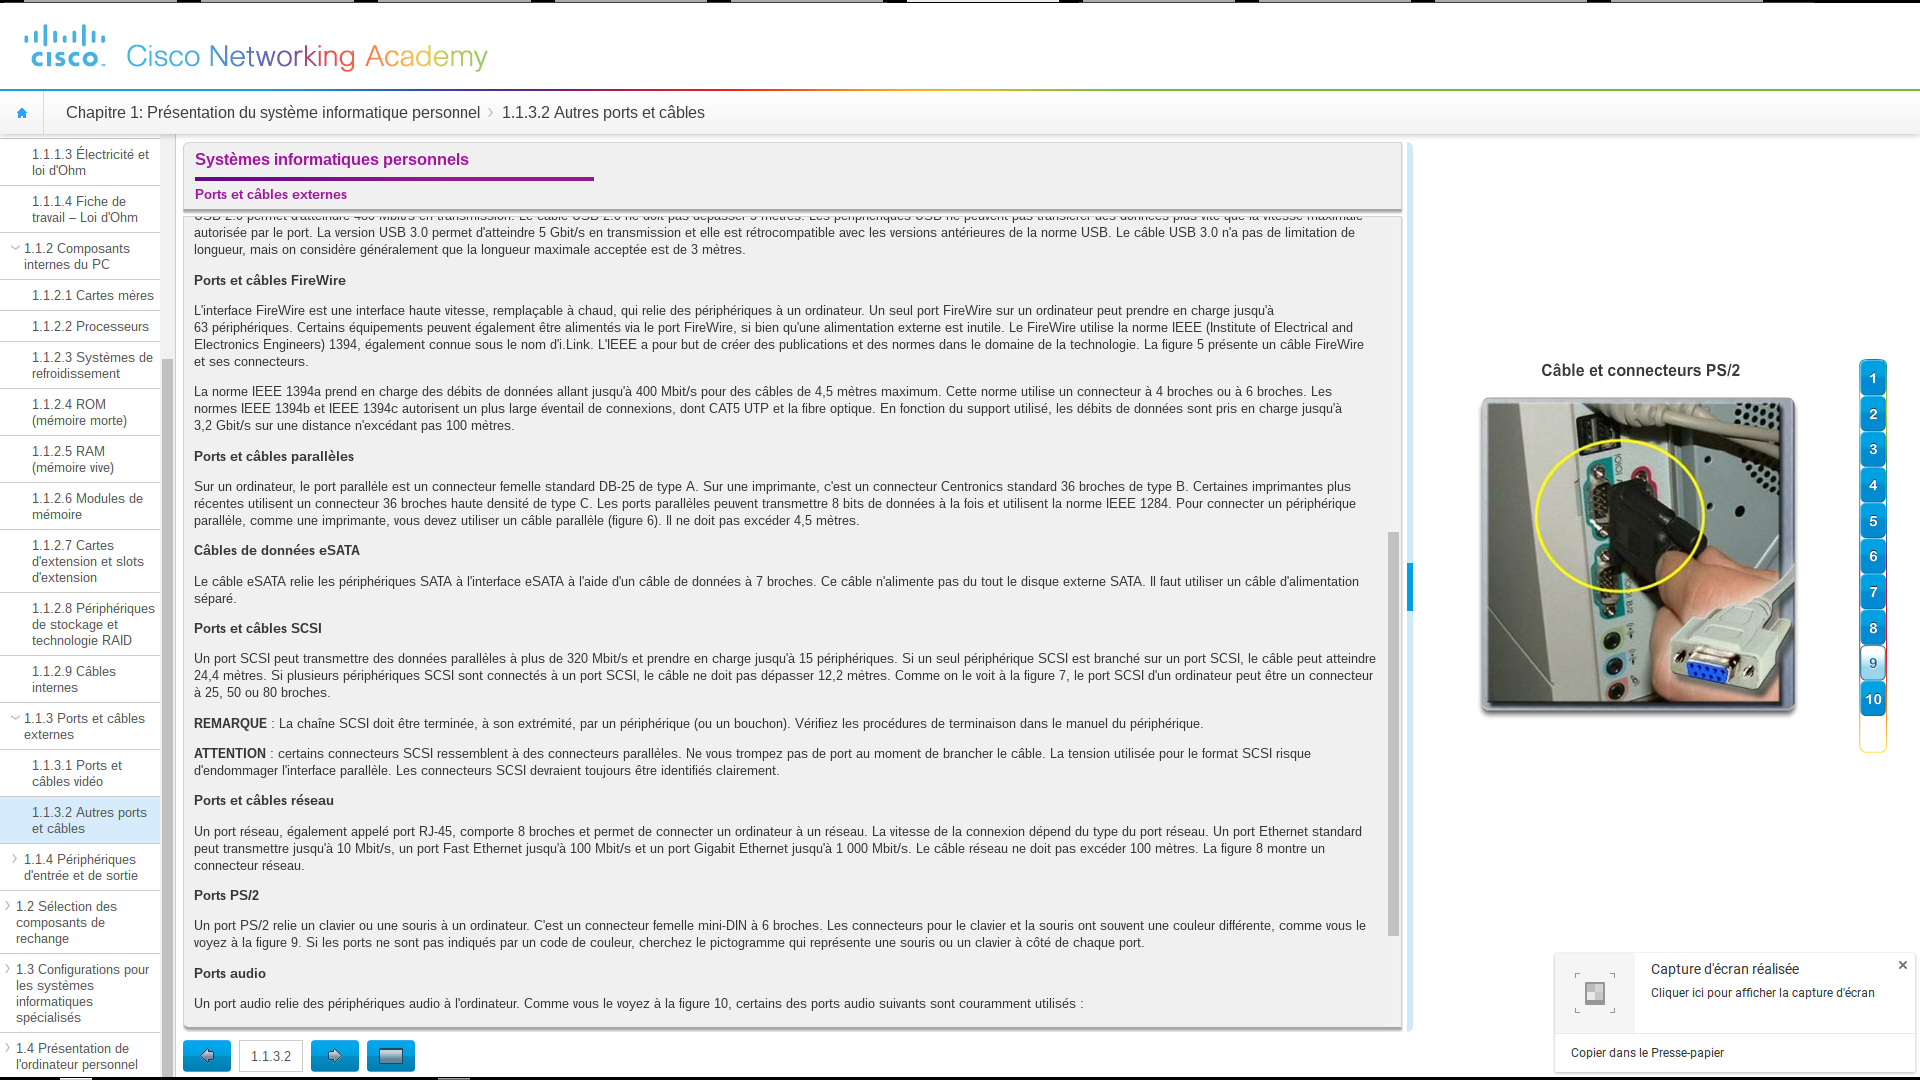 cisco
Cisco Networking Academy
Chapitre 1: Présentation du système informatique personnel
1.1.3.2 Autres ports et câbles
1.1.1.3 Électricité et
loi d'Ohm
1.1.1.4 Fiche de
travail – Loi d'Ohm
1.1.2 Composants
internes du PC
1.1.2.1 Cartes mères
1.1.2.2 Processeurs
1.1.2.3 Systèmes de
refroidissement
1.1.2.4 ROM
(mémoire morte)
1.1.2.5 RAM
(mémoire vive)
1.1.2.6 Modules de
mémoire
1.1.2.7 Cartes
d'extension et slots
d'extension
1.1.2.8 Périphériques
de stockage et
technologie RAID
1.1.2.9 Câbles
internes
1.1.3 Ports et câbles
externes
1.1.3.1 Ports et
câbles vidéo
1.1.3.2 Autres ports
et câbles
1.1.4 Périphériques
d'entrée et de sortie
1.2 Sélection des
composants de
rechange
1.3 Configurations pour
les systèmes
informatiques
spécialisés
1.4 Présentation de
l'ordinateur personnel
Systèmes informatiques personnels
Ports et câbles externes
USB 2.0 permet d'atteindre 480 Mbit/s en transmission. Le câble USB 2.0 ne doit pas dépasser 5 mètres. Les périphériques USB ne peuvent pas transférer des données plus vite que la vitesse maximale
autorisée par le port. La version USB 3.0 permet d'atteindre 5 Gbit/s en transmission et elle est rétrocompatible avec les versions antérieures de la norme USB. Le câble USB 3.0 n'a pas de limitation de
longueur, mais on considère généralement que la longueur maximale acceptée est de 3 mètres.
Ports et câbles FireWire
L'interface FireWire est une interface haute vitesse, remplaçable à chaud, qui relie des périphériques à un ordinateur. Un seul port FireWire sur un ordinateur peut prendre en charge jusqu'à
63 périphériques. Certains équipements peuvent également être alimentés via le port FireWire, si bien qu'une alimentation externe est inutile. Le FireWire utilise la norme IEEE (Institute of Electrical and
Electronics Engineers) 1394, également connue sous le nom d'i.Link. L'IEEE a pour but de créer des publications et des normes dans le domaine de la technologie. La figure 5 présente un câble FireWire
et ses connecteurs.
La norme IEEE 1394a prend en charge des débits de données allant jusqu'à 400 Mbit/s pour des câbles de 4,5 mètres maximum. Cette norme utilise un connecteur à 4 broches ou à 6 broches. Les
normes IEEE 1394b et IEEE 1394c autorisent un plus large éventail de connexions, dont CAT5 UTP et la fibre optique. En fonction du support utilisé, les débits de données sont pris en charge jusqu'à
3,2 Gbit/s sur une distance n'excédant pas 100 mètres.
Ports et câbles parallèles
Sur un ordinateur, le port parallèle est un connecteur femelle standard DB-25 de type A. Sur une imprimante, c'est un connecteur Centronics standard 36 broches de type B. Certaines imprimantes plus
récentes utilisent un connecteur 36 broches haute densité de type C. Les ports parallèles peuvent transmettre 8 bits de données à la fois et utilisent la norme IEEE 1284. Pour connecter un périphérique
parallèle, comme une imprimante, vous devez utiliser un câble parallèle (figure 6). Il ne doit pas excéder 4,5 mètres.
Câbles de données eSATA
Le câble eSATA relie les périphériques SATA à l'interface eSATA à l'aide d'un câble de données à 7 broches. Ce câble n'alimente pas du tout le disque externe SATA. Il faut utiliser un câble d'alimentation
séparé.
Ports et câbles SCSI
Un port SCSI peut transmettre des données parallèles à plus de 320 Mbit/s et prendre en charge jusqu'à 15 périphériques. Si un seul périphérique SCSI est branché sur un port SCSI, le câble peut atteindre
24,4 mètres. Si plusieurs périphériques SCSI sont connectés à un port SCSI, le câble ne doit pas dépasser 12,2 mètres. Comme on le voit à la figure 7, le port SCSI d'un ordinateur peut être un connecteur
à 25, 50 ou 80 broches.
REMARQUE : La chaîne SCSI doit être terminée, à son extrémité, par un périphérique (ou un bouchon). Vérifiez les procédures de terminaison dans le manuel du périphérique.
ATTENTION : certains connecteurs SCSI ressemblent à des connecteurs parallèles. Ne vous trompez pas de port au moment de brancher le câble. La tension utilisée pour le format SCSI risque
d'endommager l'interface parallèle. Les connecteurs SCSI devraient toujours être identifiés clairement.
Ports et câbles réseau
Un port réseau, également appelé port RJ-45, comporte 8 broches et permet de connecter un ordinateur à un réseau. La vitesse de la connexion dépend du type du port réseau. Un port Ethernet standard
peut transmettre jusqu'à 10 Mbit/s, un port Fast Ethernet jusqu'à 100 Mbit/s et un port Gigabit Ethernet jusqu'à 1 000 Mbit/s. Le câble réseau ne doit pas excéder 100 mètres. La figure 8 montre un
connecteur réseau.
Ports PS/2
Un port PS/2 relie un clavier ou une souris à un ordinateur. C'est un connecteur femelle mini-DIN à 6 broches. Les connecteurs pour le clavier et la souris ont souvent une couleur différente, comme vous le
voyez à la figure 9. Si les ports ne sont pas indiqués par un code de couleur, cherchez le pictogramme qui représente une souris ou un clavier à côté de chaque port.
Ports audio
Un port audio relie des périphériques audio à l'ordinateur. Comme vous le voyez à la figure 10, certains des ports audio suivants sont couramment utilisés :
1.1.3.2
Câble et connecteurs PS/2
1
2
3
4
5
6
7
8
9
10
Capture d'écran réalisée
Cliquer ici pour afficher la capture d'écran
Copier dans le Presse-papier